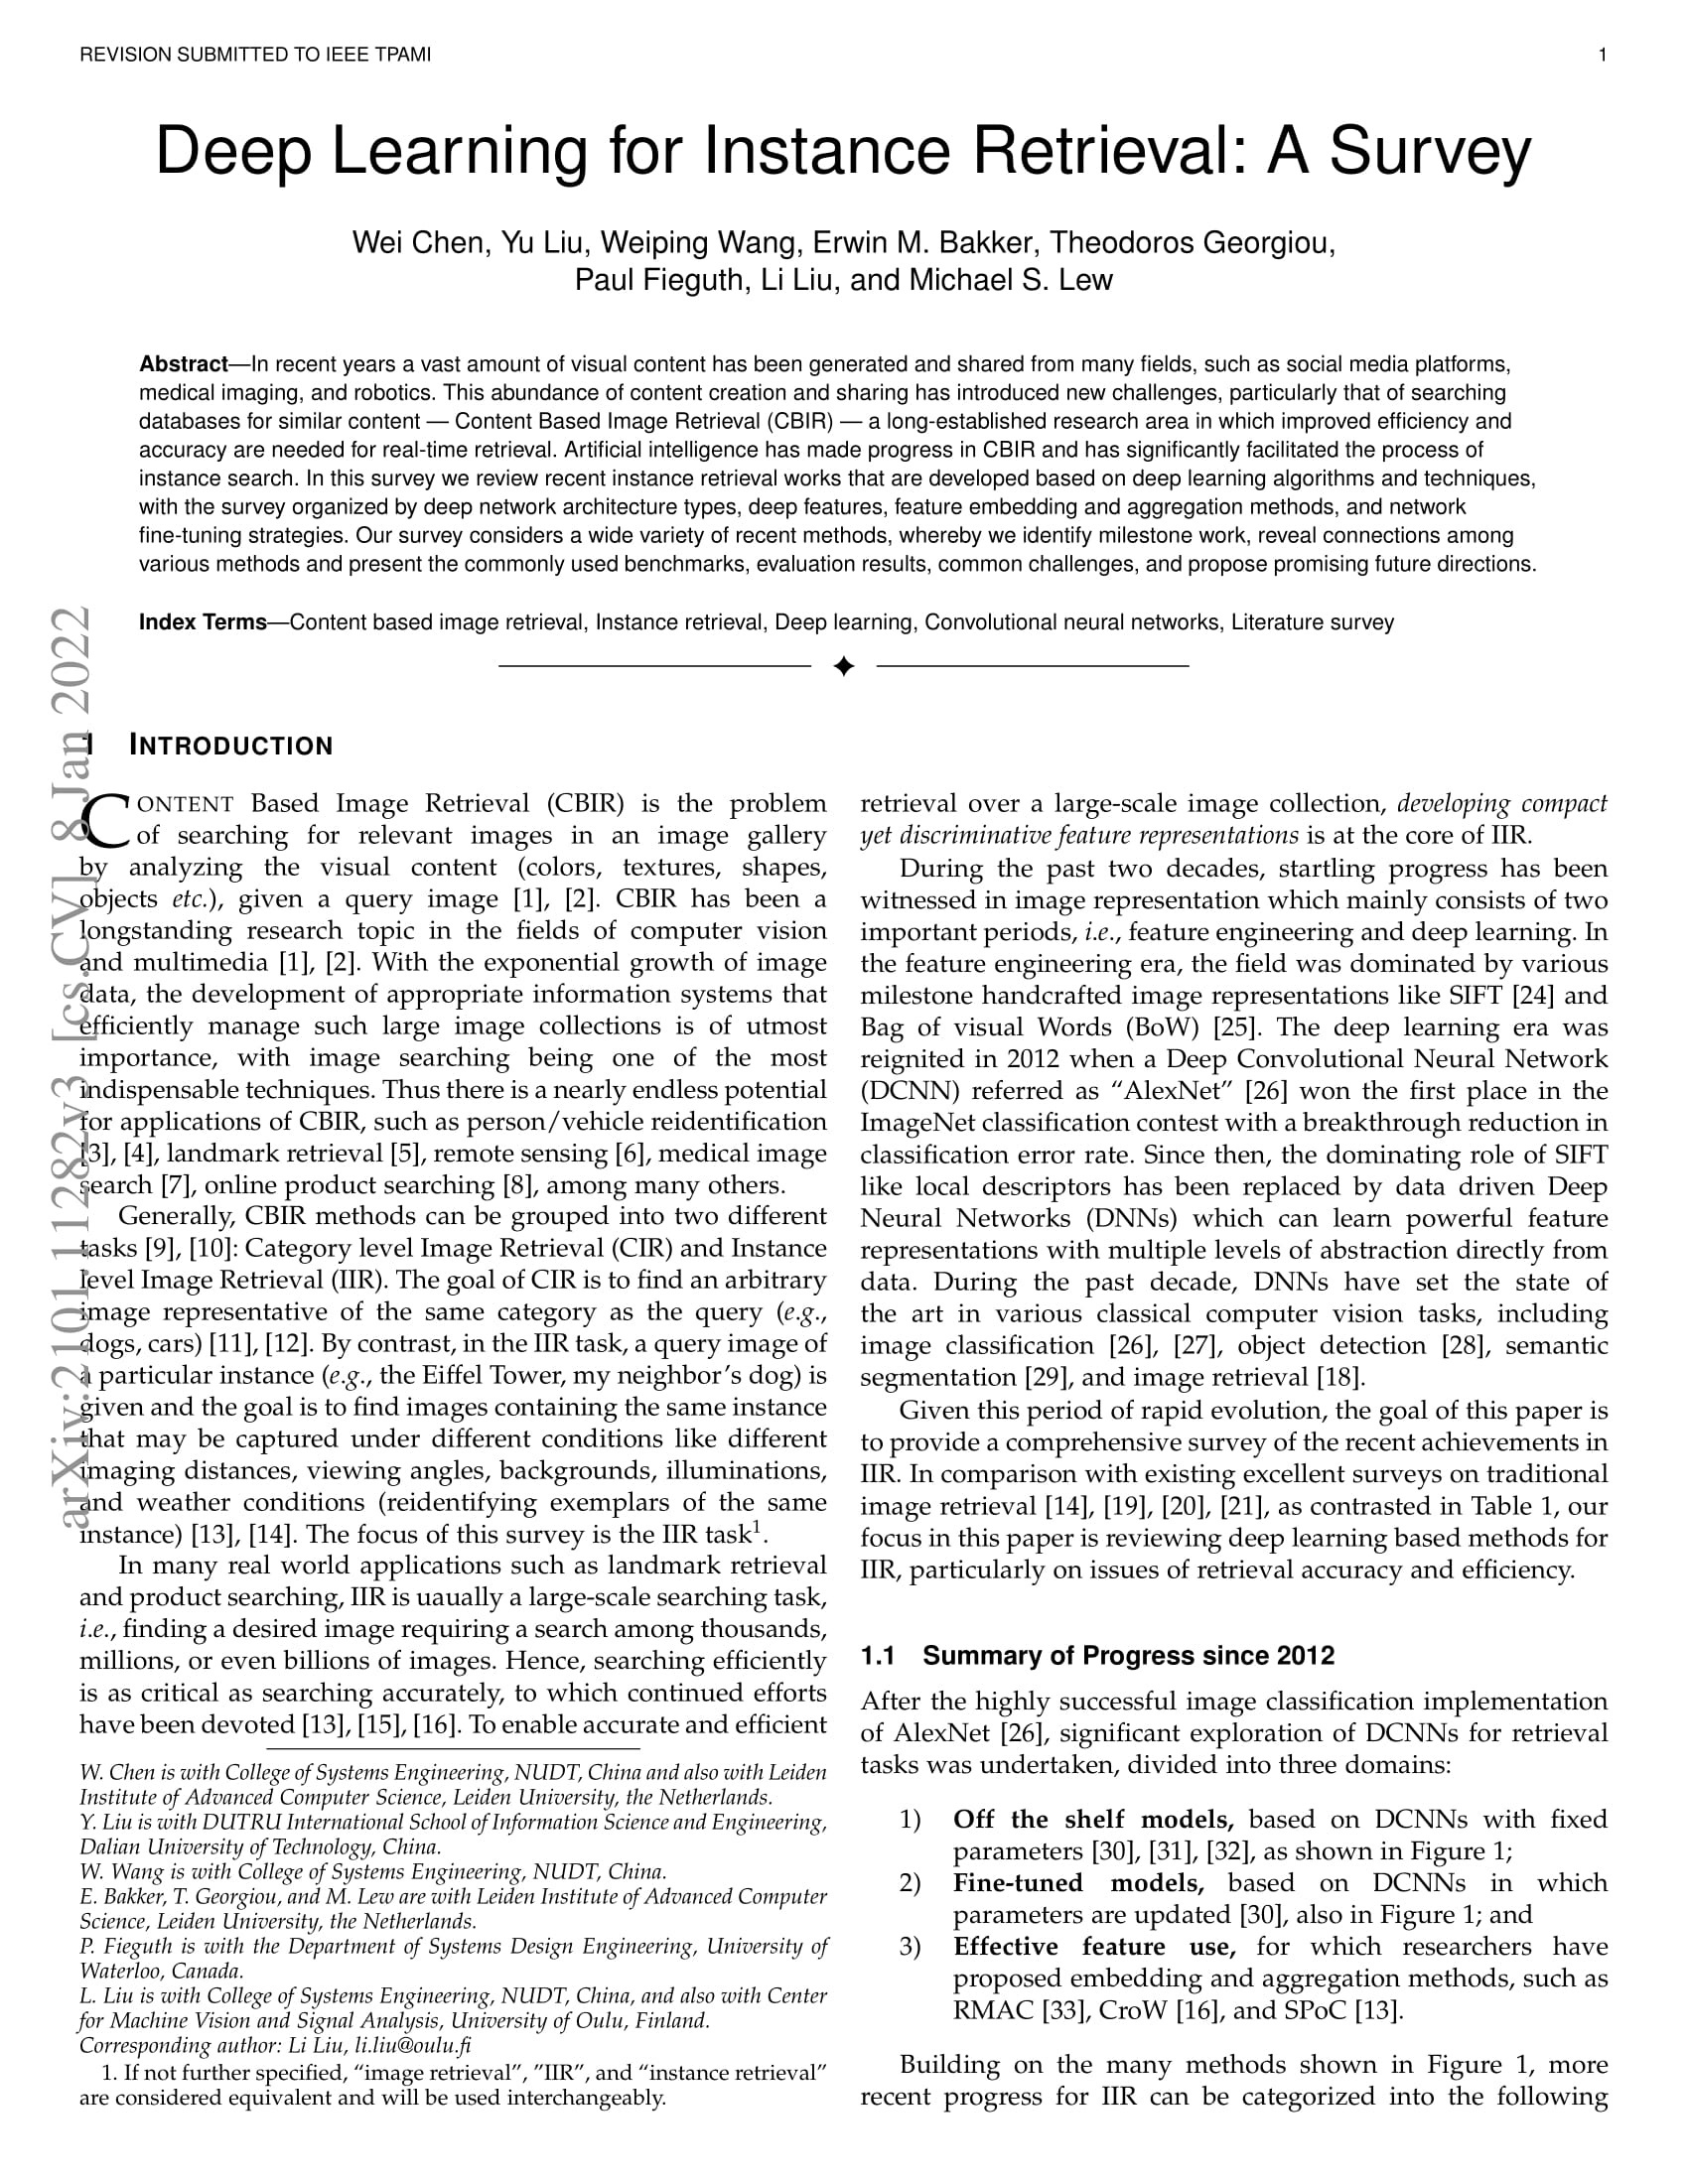 REVISION SUBMITTED TO IEEE TPAMI
1
Deep Learning for Instance Retrieval: A Survey
Wei Chen, Yu Liu, Weiping Wang, Erwin M. Bakker, Theodoros Georgiou,
Paul Fieguth, Li Liu, and Michael S. Lew
Abstract—In recent years a vast amount of visual content has been generated and shared from many fields, such as social media platforms,
medical imaging, and robotics. This abundance of content creation and sharing has introduced new challenges, particularly that of searching
databases for similar content — Content Based Image Retrieval (CBIR) — a long-established research area in which improved efficiency and
accuracy are needed for real-time retrieval. Artificial intelligence has made progress in CBIR and has significantly facilitated the process of
instance search. In this survey we review recent instance retrieval works that are developed based on deep learning algorithms and techniques,
with the survey organized by deep network architecture types, deep features, feature embedding and aggregation methods, and network
fine-tuning strategies. Our survey considers a wide variety of recent methods, whereby we identify milestone work, reveal connections among
various methods and present the commonly used benchmarks, evaluation results, common challenges, and propose promising future directions.
Index Terms—Content based image retrieval, Instance retrieval, Deep learning, Convolutional neural networks, Literature survey
arXiv:2101.11282v3 [cs.CV] 8 Jan 2022
1 INTRODUCTION
CONTENT Based Image Retrieval (CBIR) is the problem
of searching for relevant images in an image gallery
by analyzing the visual content (colors, textures, shapes,
objects etc.), given a query image [1], [2]. CBIR has been a
longstanding research topic in the fields of computer vision
and multimedia [1], [2]. With the exponential growth of image
data, the development of appropriate information systems that
efficiently manage such large image collections is of utmost
importance, with image searching being one of the most
indispensable techniques. Thus there is a nearly endless potential
for applications of CBIR, such as person/vehicle reidentification
[3], [4], landmark retrieval [5], remote sensing [6], medical image
search [7], online product searching [8], among many others.
Generally, CBIR methods can be grouped into two different
tasks [9], [10]: Category level Image Retrieval (CIR) and Instance
level Image Retrieval (IIR). The goal of CIR is to find an arbitrary
image representative of the same category as the query (e.g.,
dogs, cars) [11], [12]. By contrast, in the IIR task, a query image of
a particular instance (e.g., the Eiffel Tower, my neighbor's dog) is
given and the goal is to find images containing the same instance
that may be captured under different conditions like different
imaging distances, viewing angles, backgrounds, illuminations,
and weather conditions (reidentifying exemplars of the same
instance) [13], [14]. The focus of this survey is the IIR task1.
In many real world applications such as landmark retrieval
and product searching, IIR is uaually a large-scale searching task,
i.e., finding a desired image requiring a search among thousands,
millions, or even billions of images. Hence, searching efficiently
is as critical as searching accurately, to which continued efforts
have been devoted [13], [15], [16]. To enable accurate and efficient
W. Chen is with College of Systems Engineering, NUDT, China and also with Leiden
Institute of Advanced Computer Science, Leiden University, the Netherlands.
Y. Liu is with DUTRU International School of Information Science and Engineering,
Dalian University of Technology, China.
W. Wang is with College of Systems Engineering, NUDT, China.
E. Bakker, T. Georgiou, and M. Lew are with Leiden Institute of Advanced Computer
Science, Leiden University, the Netherlands.
P. Fieguth is with the Department of Systems Design Engineering, University of
Waterloo, Canada.
L. Liu is with College of Systems Engineering, NUDT, China, and also with Center
for Machine Vision and Signal Analysis, University of Oulu, Finland.
Corresponding author: Li Liu, li.liu@oulu.fi
1. If not further specified, “image retrieval”, ”IIR”, and “instance retrieval”
are considered equivalent and will be used interchangeably.
retrieval over a large-scale image collection, developing compact
yet discriminative feature representations is at the core of IIR.
During the past two decades, startling progress has been
witnessed in image representation which mainly consists of two
important periods, i.e., feature engineering and deep learning. In
the feature engineering era, the field was dominated by various
milestone handcrafted image representations like SIFT [24] and
Bag of visual Words (BoW) [25]. The deep learning era was
reignited in 2012 when a Deep Convolutional Neural Network
(DCNN) referred as “AlexNet” [26] won the first place in the
ImageNet classification contest with a breakthrough reduction in
classification error rate. Since then, the dominating role of SIFT
like local descriptors has been replaced by data driven Deep
Neural Networks (DNNs) which can learn powerful feature
representations with multiple levels of abstraction directly from
data. During the past decade, DNNs have set the state of
the art in various classical computer vision tasks, including
image classification [26], [27], object detection [28], semantic
segmentation [29], and image retrieval [18].
Given this period of rapid evolution, the goal of this paper is
to provide a comprehensive survey of the recent achievements in
IIR. In comparison with existing excellent surveys on traditional
image retrieval [14], [19], [20], [21], as contrasted in Table 1, our
focus in this paper is reviewing deep learning based methods for
IIR, particularly on issues of retrieval accuracy and efficiency.
1.1 Summary of Progress since 2012
After the highly successful image classification implementation
of AlexNet [26], significant exploration of DCNNs for retrieval
tasks was undertaken, divided into three domains:
1) Off the shelf models, based on DCNNs with fixed
parameters [30], [31], [32], as shown in Figure 1;
2) Fine-tuned models, based on DCNNs in which
parameters are updated [30], also in Figure 1; and
3) Effective feature use, for which researchers have
proposed embedding and aggregation methods, such as
RMAC [33], CroW [16], and SPoC [13].
Building on the many methods shown in Figure 1, more
recent progress for IIR can be categorized into the following